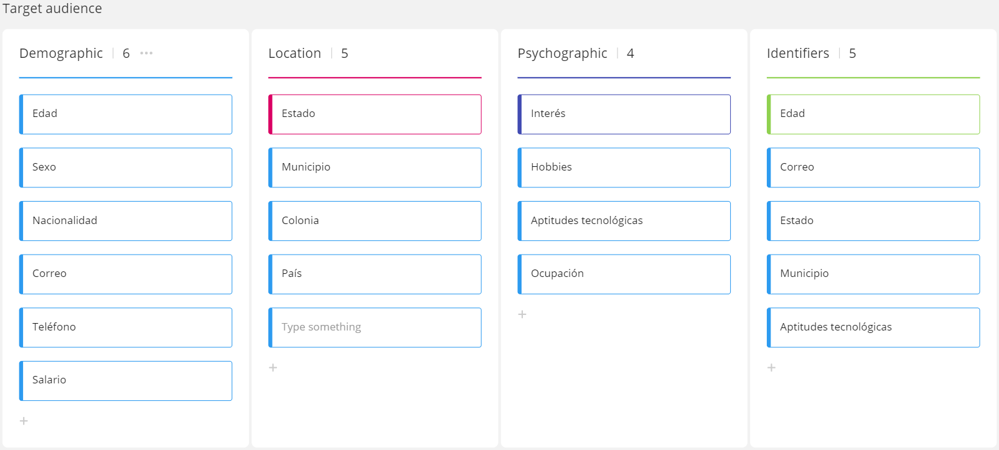 Target audience
Demographic | 6 ...
Edad
Sexo
Nacionalidad
Correo
Teléfono
Salario
+
Location | 5
Estado
Municipio
Colonia
País
Type something
+
Psychographic | 4
Interés
Hobbies
Aptitudes tecnológicas
Ocupación
+
Identifiers | 5
Edad
Correo
Estado
Municipio
Aptitudes tecnológicas
+